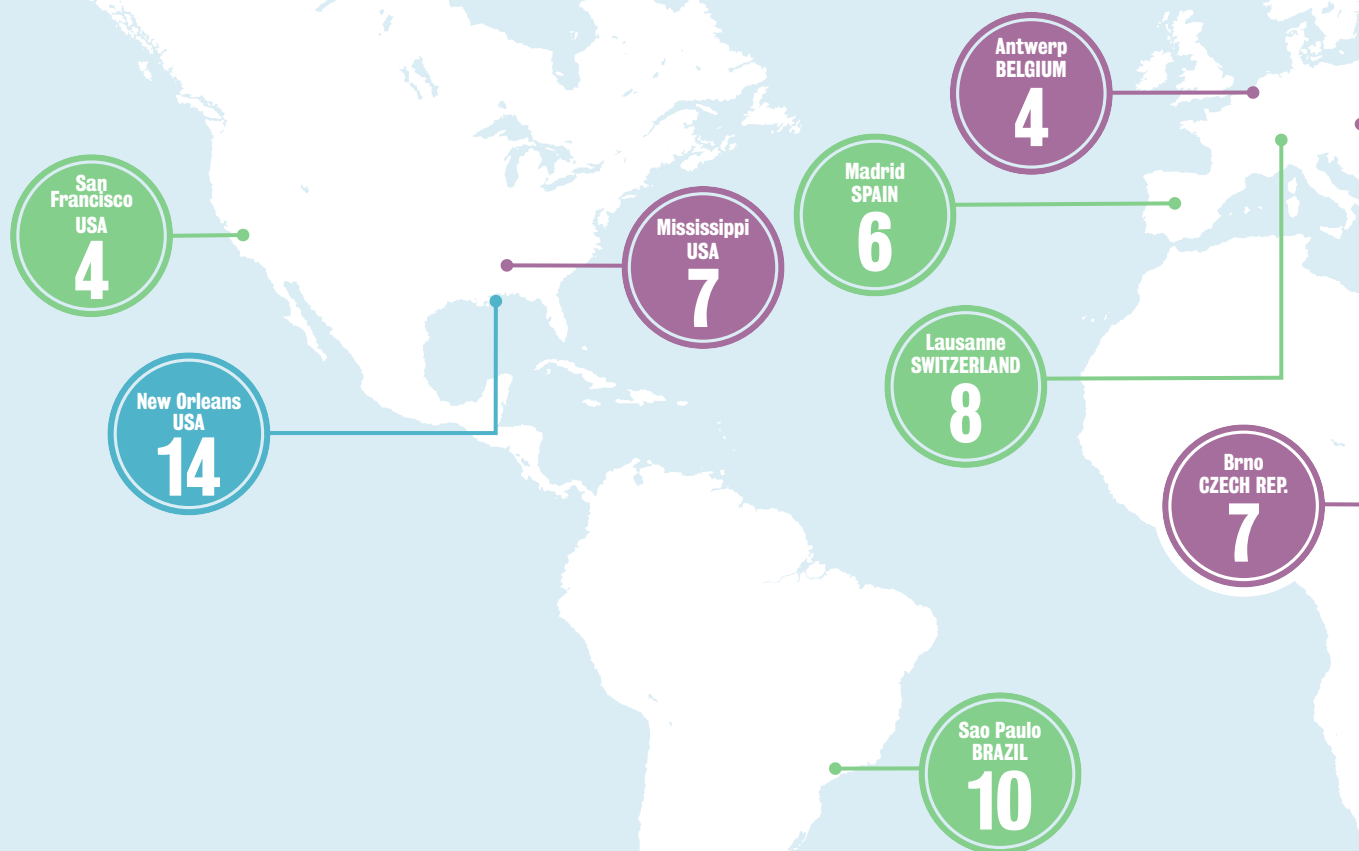 Antwerp
BELGIUM
4
Madrid
SPAIN
6
San
Francisco
USA
4
Mississippi
USA
7
Lausanne
SWITZERLAND
8
New Orleans
USA
14
Brno
CZECH REP.
7
Sao Paulo
BRAZIL
10